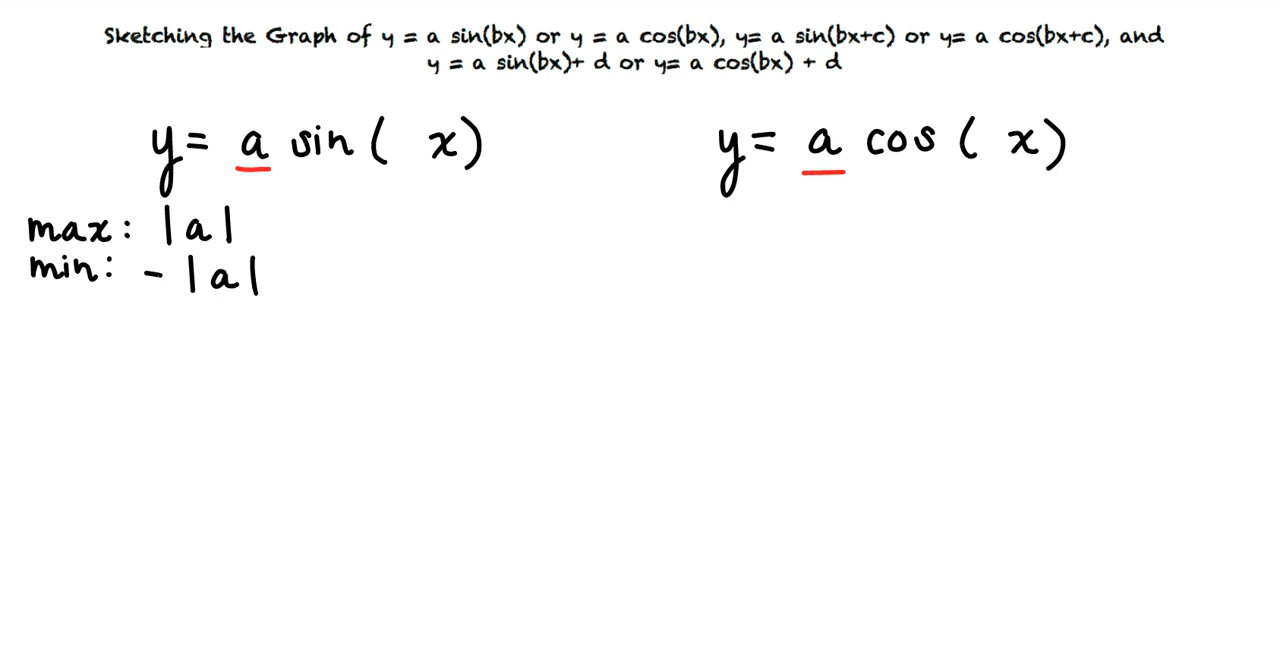 Sketching the Graph of y = a sin(bx) or y = a cos(bx), y= a sin(bx+c) or y= a cos(bx+c), and
y = a sin(bx)+ d or y= a cos(bx) + d
y= a sin( x)
y= a cos( x)
max: |a|
min: -|a|